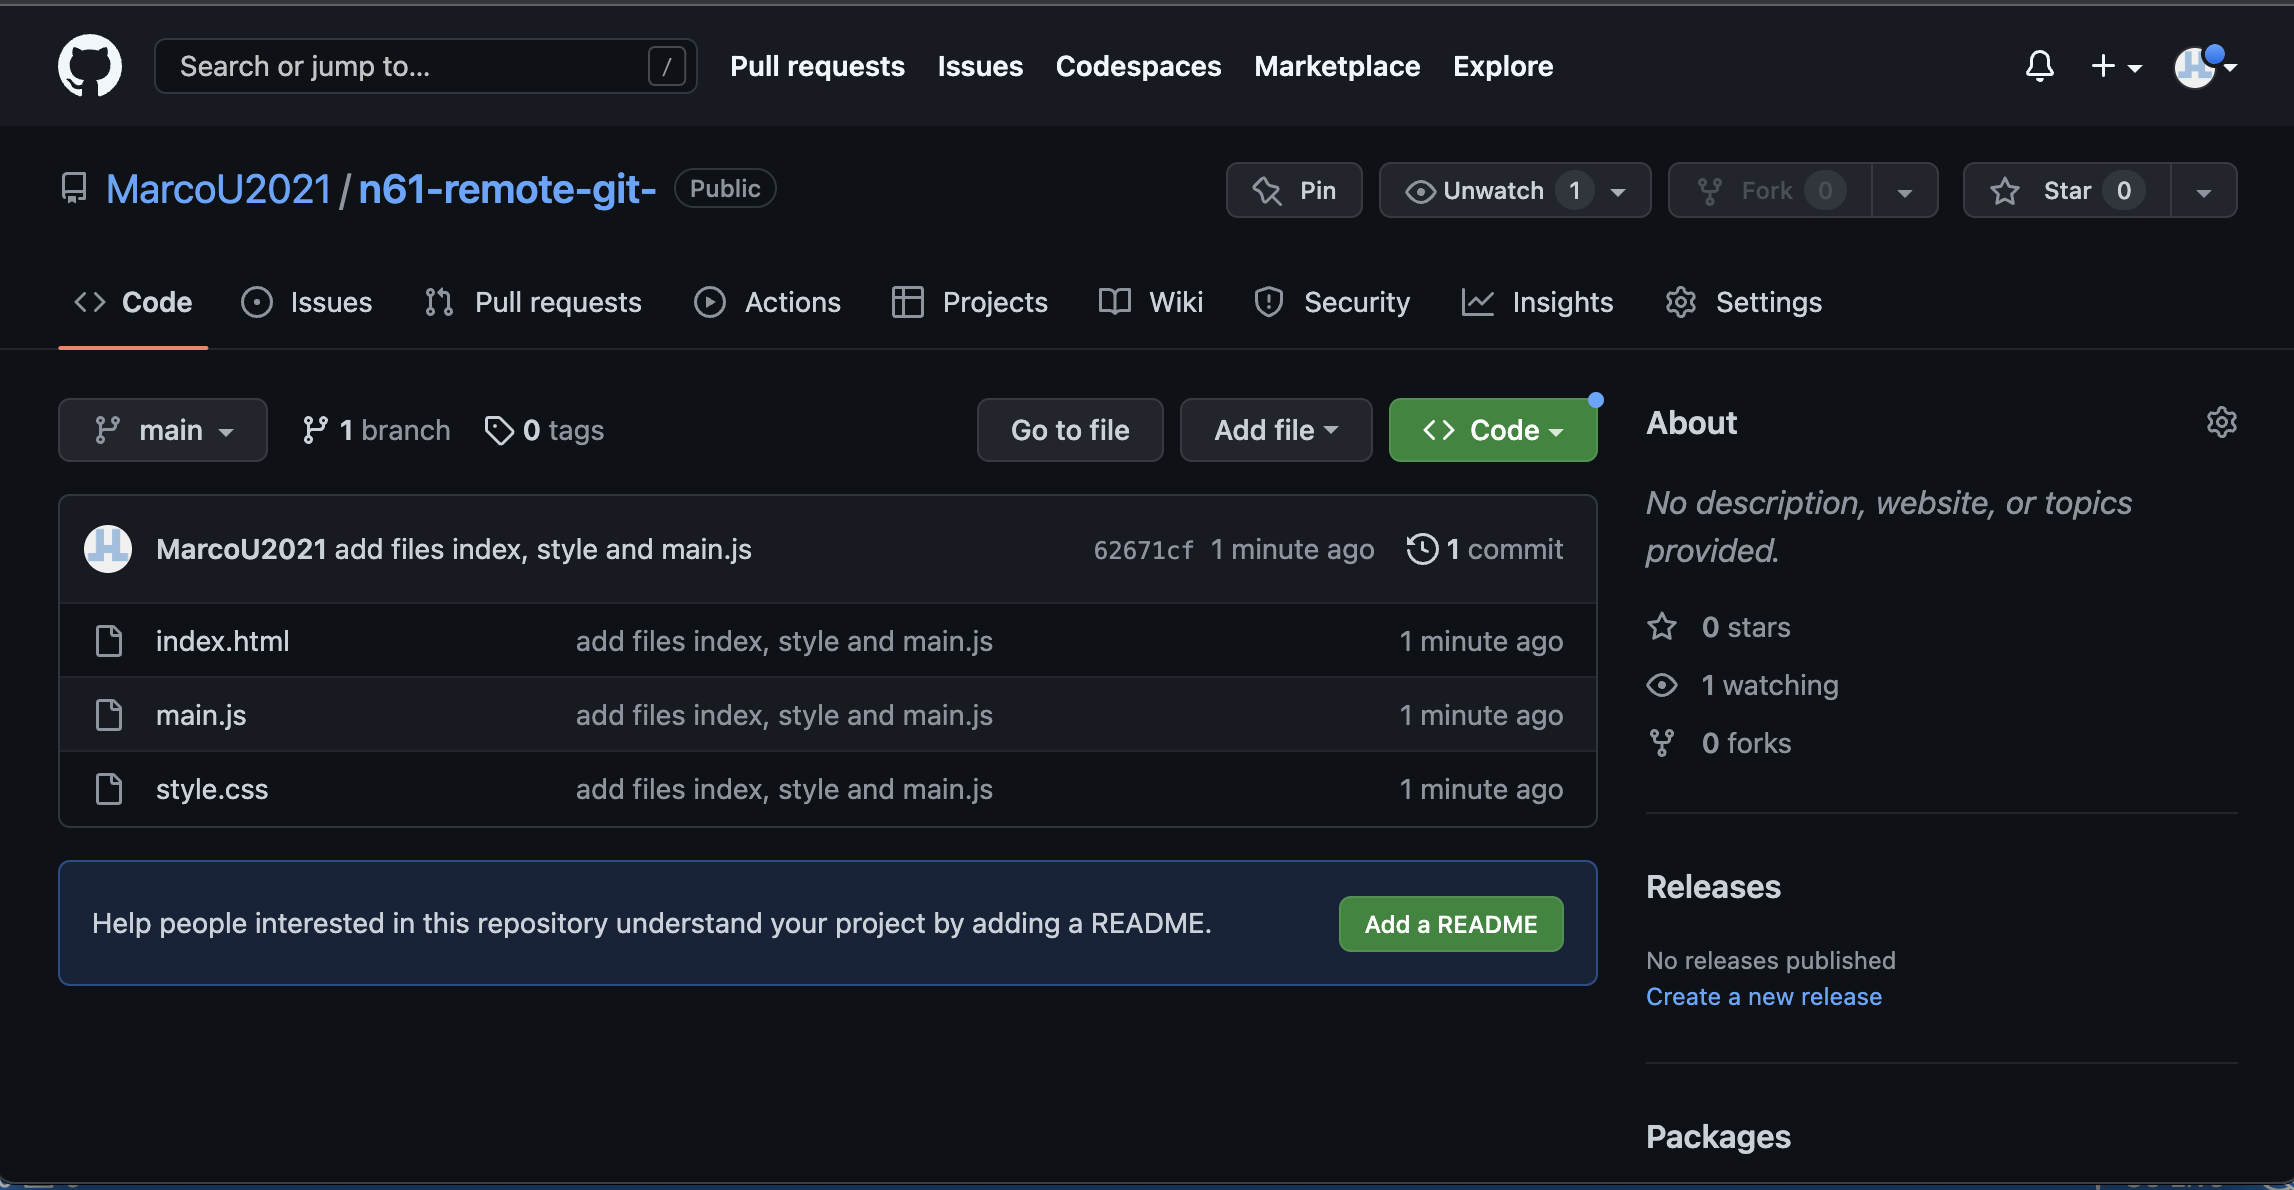 Search or jump to... /
Pull requests Issues Codespaces Marketplace Explore
MarcoU2021 / n61-remote-git- Public
Pin Unwatch 1 Fork 0 Star 0
Code Issues Pull requests Actions Projects Wiki Security Insights Settings
main 1 branch 0 tags Go to file Add file Code
MarcoU2021 add files index, style and main.js 62671cf 1 minute ago 1 commit
index.html add files index, style and main.js 1 minute ago
main.js add files index, style and main.js 1 minute ago
style.css add files index, style and main.js 1 minute ago
Help people interested in this repository understand your project by adding a README. Add a README
About
No description, website, or topics
provided.
0 stars
1 watching
0 forks
Releases
No releases published
Create a new release
Packages